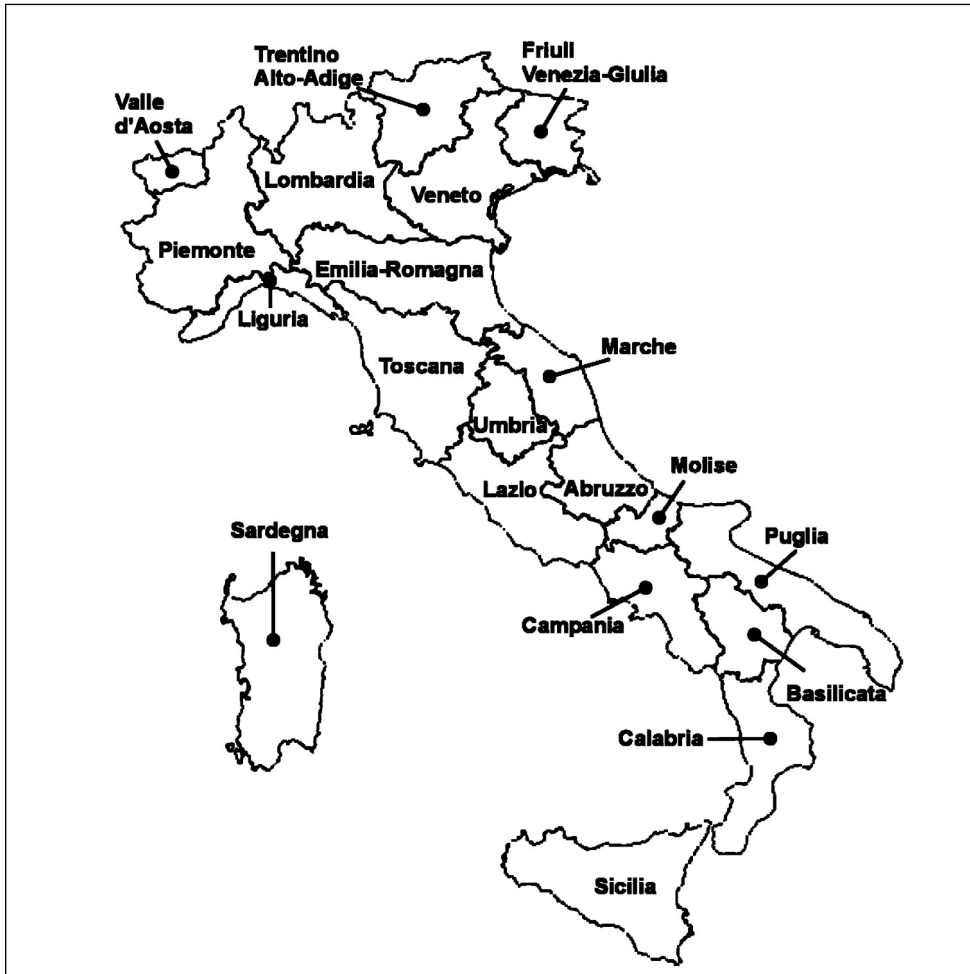 Trentino
Alto-Adige
Friuli
Venezia-Giulia
Valle
d'Aosta
Lombardia
Veneto
Piemonte
Emilia-Romagna
Liguria
Marche
Toscana
Umbria
Molise
Lazio
Abruzzo
Sardegna
Puglia
Campania
Basilicata
Calabria
Sicilia